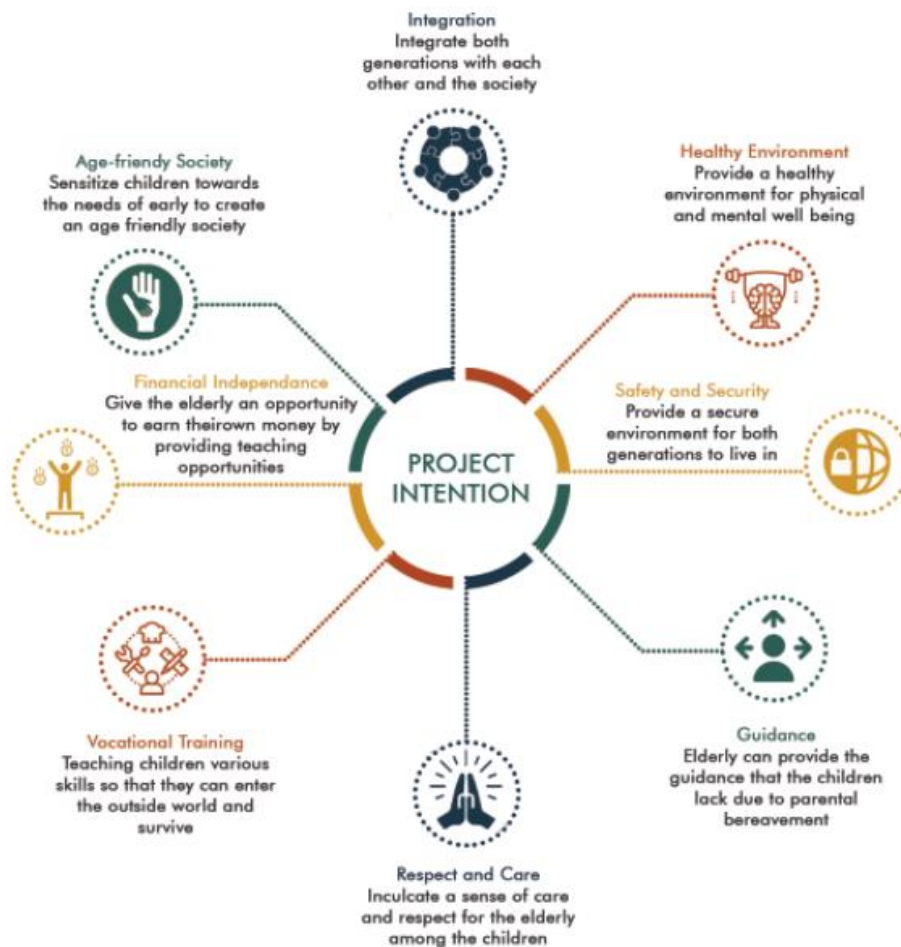 Integration
Integrate both
generations with each
other and the society
Age-friendly Society
Sensitize children towards
the needs of early to create
an age friendly society
Healthy Environment
Provide a healthy
environment for physical
and mental well being
Financial Independance
Give the elderly an opportunity
to earn theirown money by
providing teaching
opportunities
Safety and Security
Provide a secure
environment for both
generations to live in
PROJECT
INTENTION
Vocational Training
Teaching children various
skills so that they can enter
the outside world and
survive
Guidance
Elderly can provide the
guidance that the children
lack due to parental
bereavement
Respect and Care
Inculcate a sense of care
and respect for the elderly
among the children